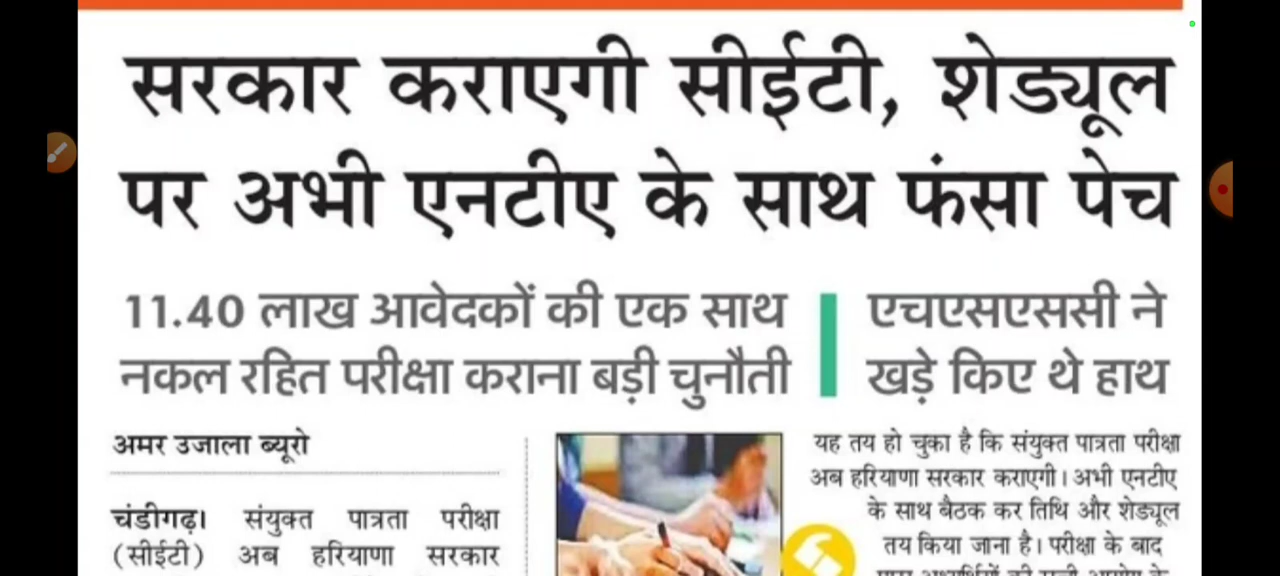 सरकार कराएगी सीईटी, शेड्यूल
पर अभी एनटीए के साथ फंसा पेच
11.40 लाख आवेदकों की एक साथ
नकल रहित परीक्षा कराना बड़ी चुनौती
एचएसएससी ने
खड़े किए थे हाथ
अमर उजाला ब्यूरो
चंडीगढ़। संयुक्त पात्रता परीक्षा
(सीईटी) अब हरियाणा सरकार
यह तय हो चुका है कि संयुक्त पात्रता परीक्षा
अब हरियाणा सरकार कराएगी। अभी एनटीए
के साथ बैठक कर तिथि और शेड्यूल
तय किया जाना है। परीक्षा के बाद